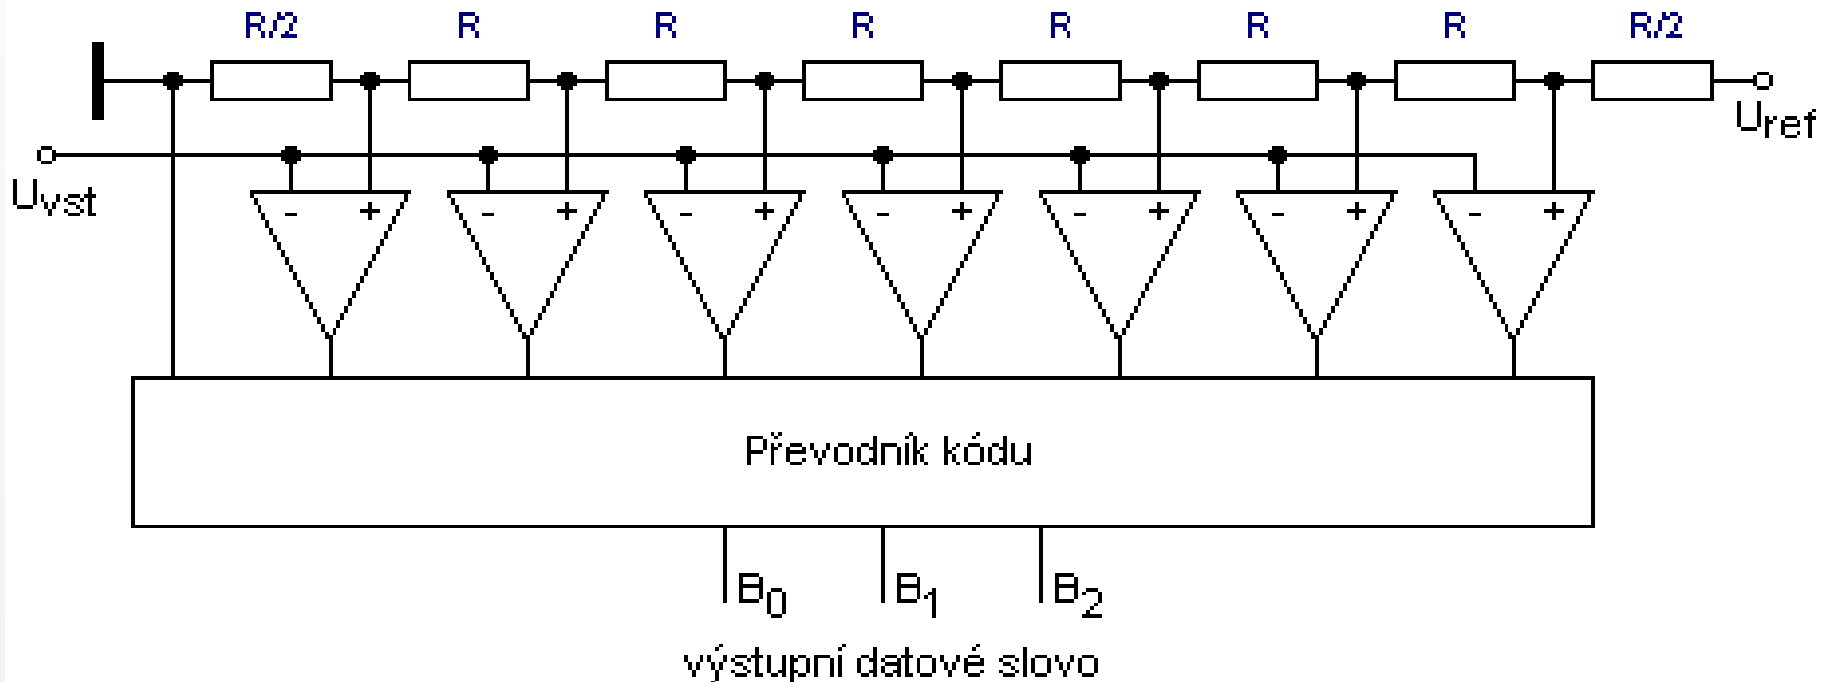 R/2 R R R R R R R/2
Uref
Uvst
- + - + - + - + - + - + - +
Převodník kódu
B0 B1 B2
výstupní datové slovo